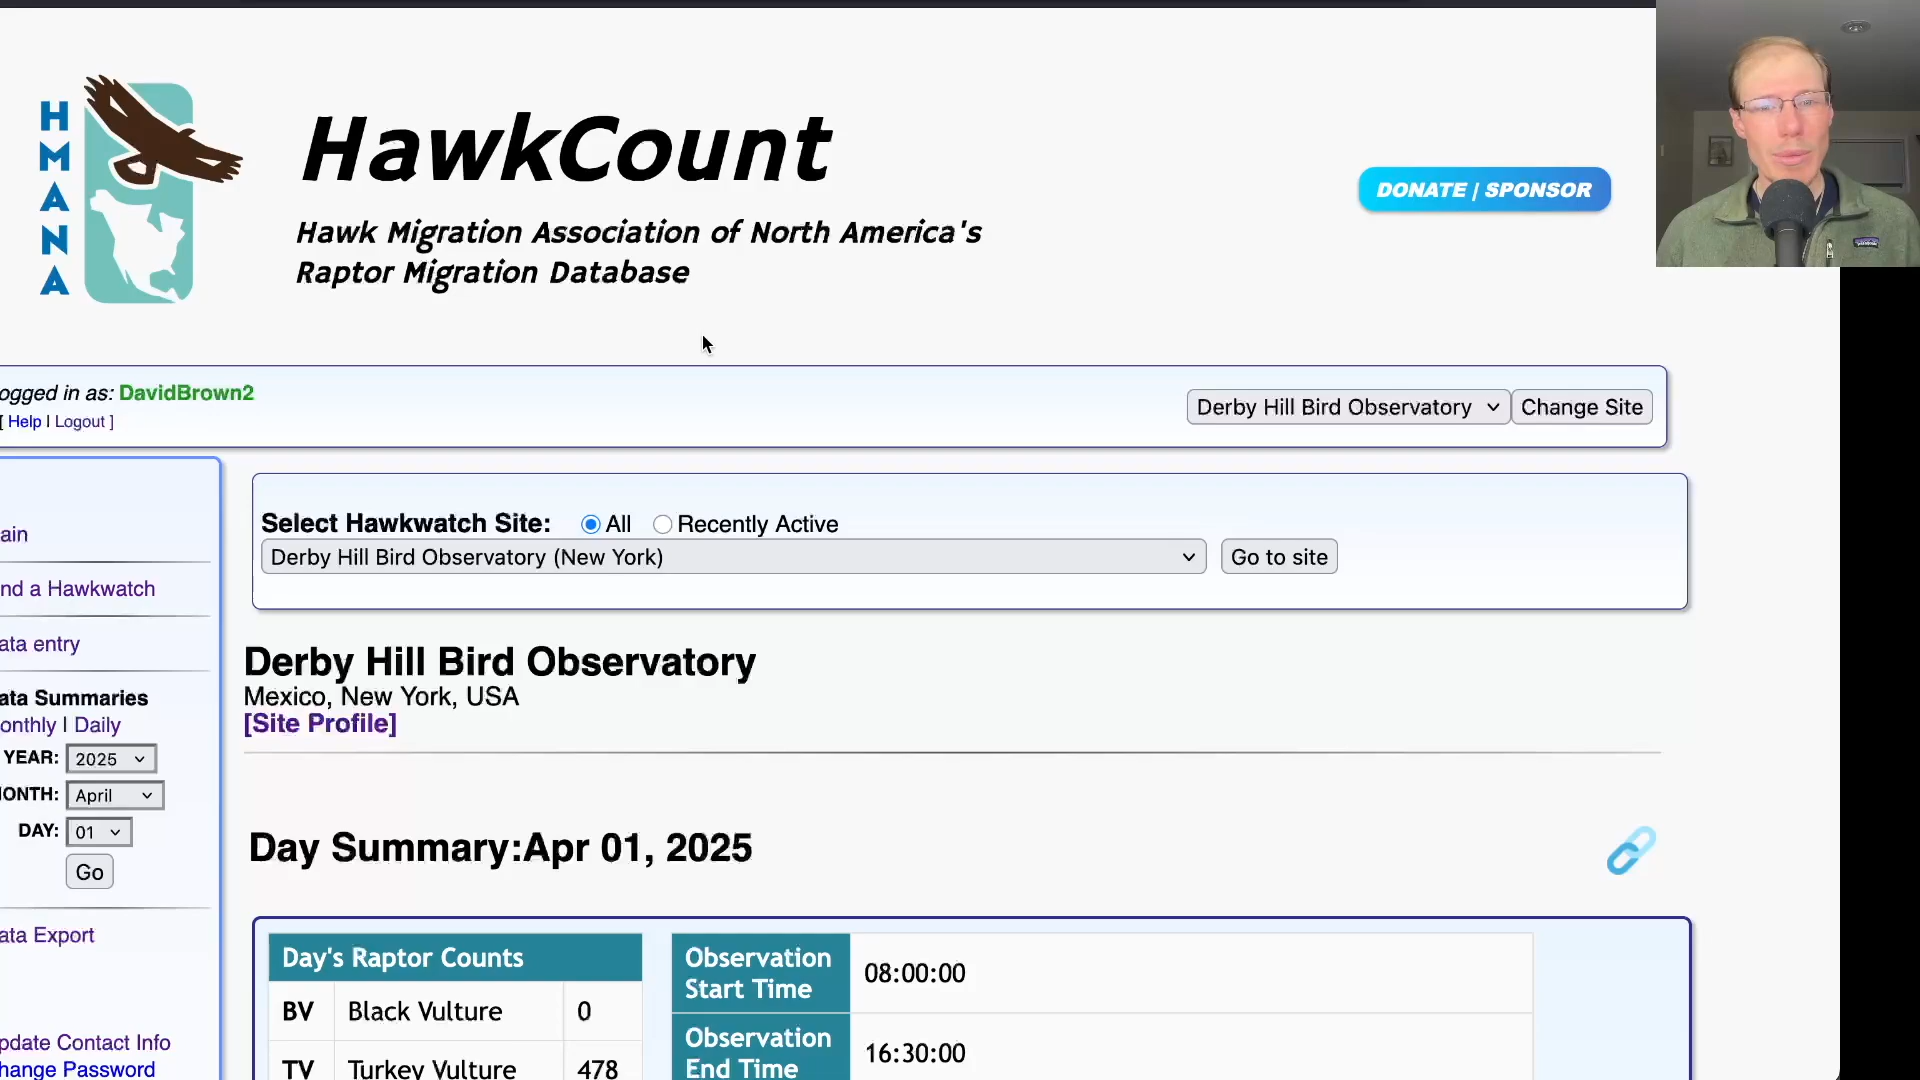 HMANA
HawkCount
Hawk Migration Association of North America's
Raptor Migration Database
DONATE | SPONSOR
ogged in as: DavidBrown2
[ Help | Logout ]
Derby Hill Bird Observatory
Change Site
Select Hawkwatch Site: All Recently Active
Derby Hill Bird Observatory (New York)
Go to site
ain
nd a Hawkwatch
ata entry
ata Summaries
onthly | Daily
YEAR: 2025
ONTH: April
DAY: 01
Go
ata Export
pdate Contact Info
hange Password
Derby Hill Bird Observatory
Mexico, New York, USA
[Site Profile]
Day Summary:Apr 01, 2025
Day's Raptor Counts
BV Black Vulture 0
TV Turkey Vulture 478
Observation
Start Time
08:00:00
Observation
End Time
16:30:00